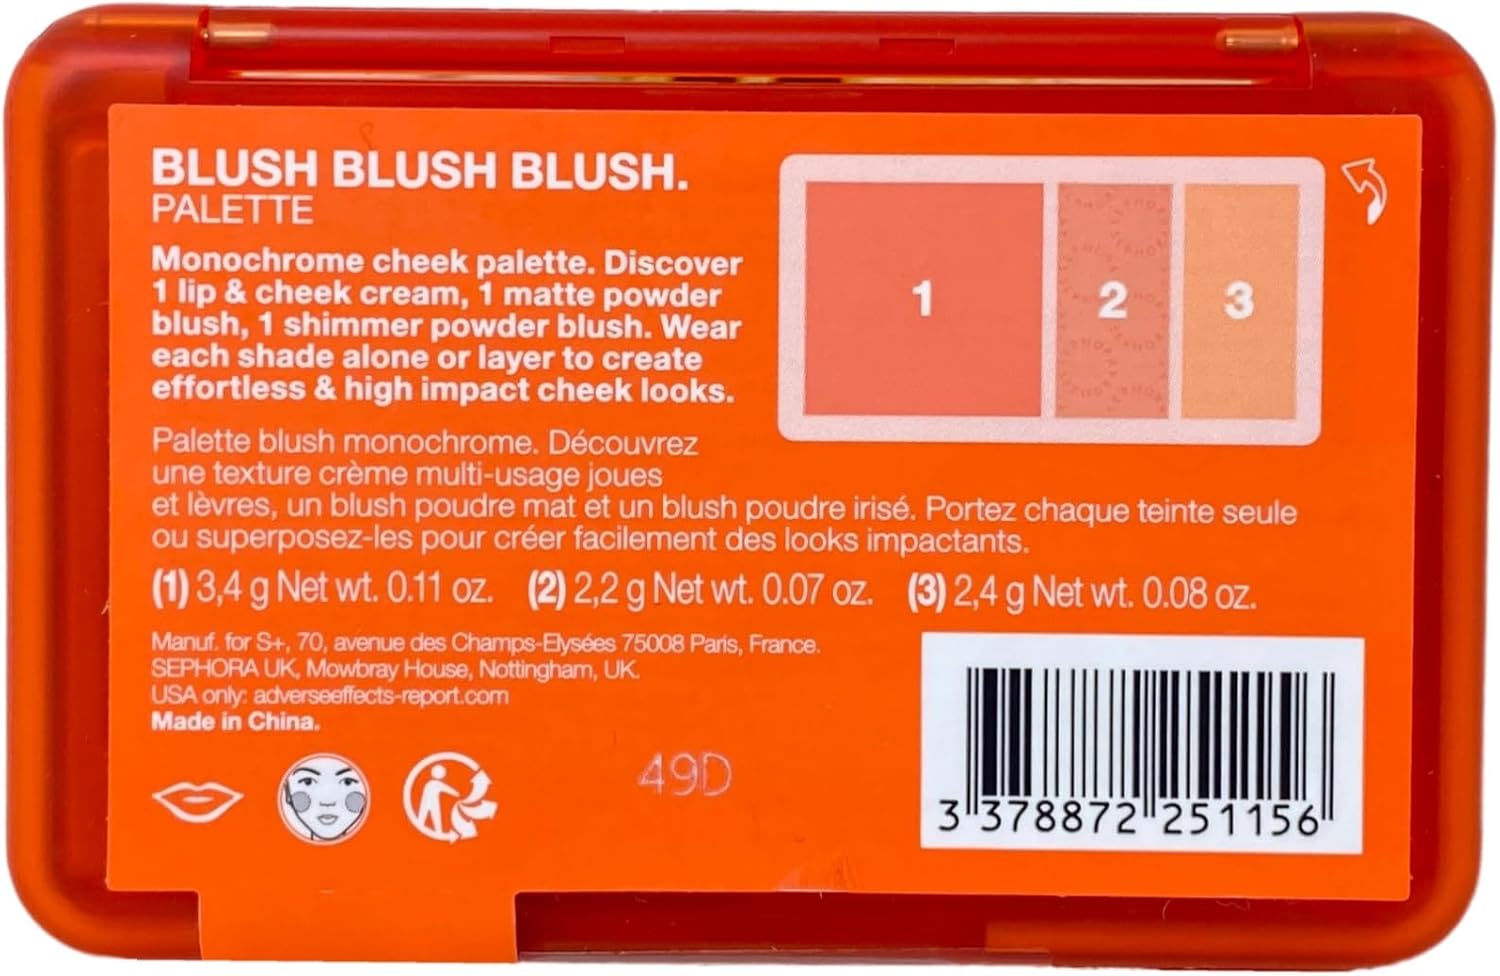 BLUSH BLUSH BLUSH.
PALETTE
Monochrome cheek palette. Discover
1 lip & cheek cream, 1 matte powder
blush, 1 shimmer powder blush. Wear
each shade alone or layer to create
effortless & high impact cheek looks.
1
2
3
Palette blush monochrome. Découvrez
une texture crème multi-usage joues
et lèvres, un blush poudre mat et un blush poudre irisé. Portez chaque teinte seule
ou superposez-les pour créer facilement des looks impactants.
(1) 3,4 g Net wt. 0.11 oz. (2) 2,2 g Net wt. 0.07 oz. (3) 2,4 g Net wt. 0.08 oz.
Manuf. for S+, 70, avenue des Champs-Elysées 75008 Paris, France.
SEPHORA UK, Mowbray House, Nottingham, UK.
USA only: adverseeffects-report.com
Made in China.
49D
3 378872 251156